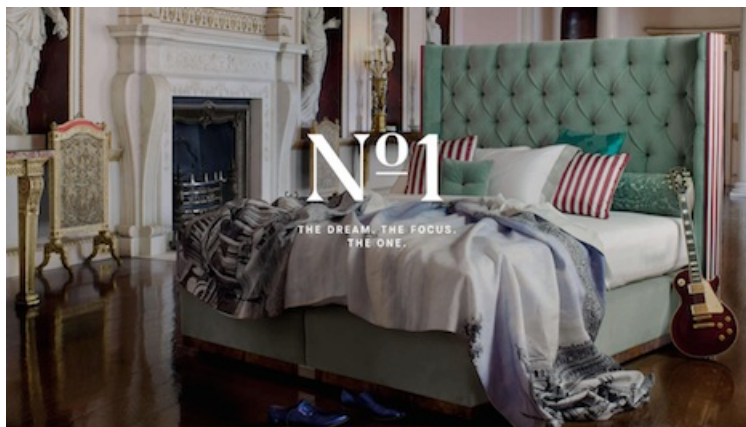 Nº1
THE DREAM. THE FOCUS.
THE ONE.